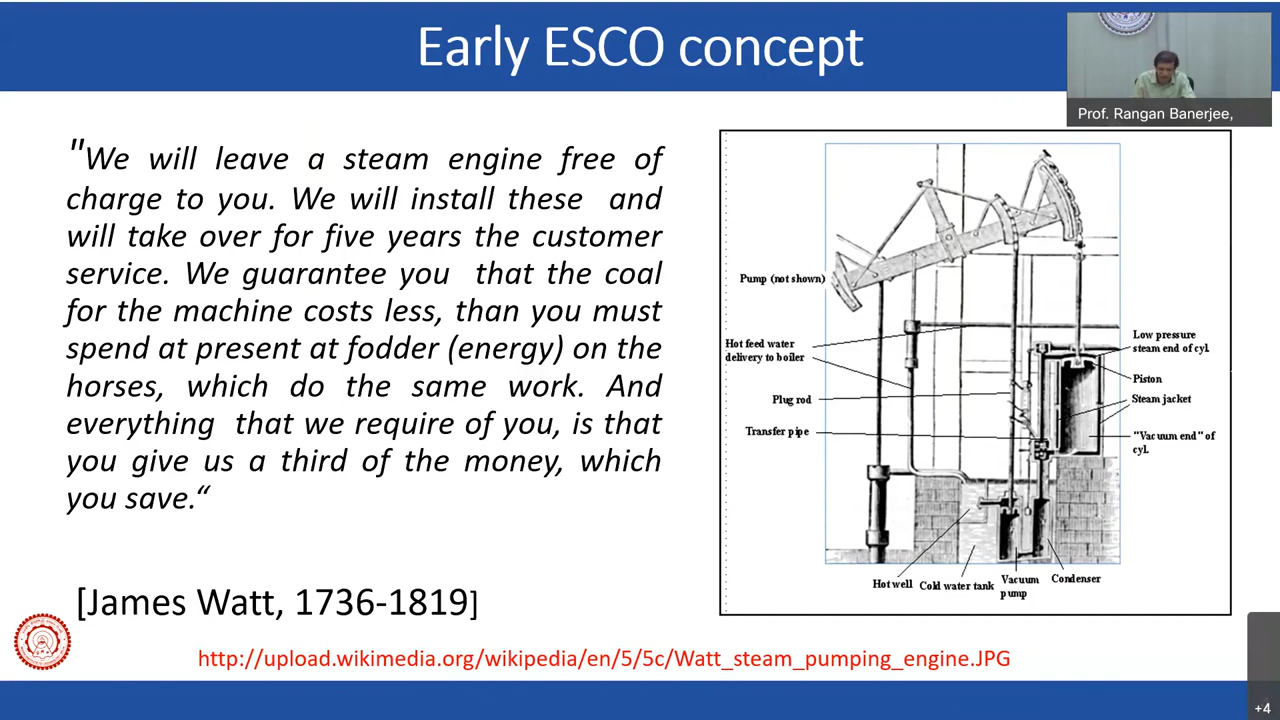 Early ESCO concept
Prof. Rangan Banerjee,
"We will leave a steam engine free of
charge to you. We will install these and
will take over for five years the customer
service. We guarantee you that the coal
for the machine costs less, than you must
spend at present at fodder (energy) on the
horses, which do the same work. And
everything that we require of you, is that
you give us a third of the money, which
you save.“
[James Watt, 1736-1819]
Pump (not shown)
Hot feed water
delivery to boiler
Plug rod
Transfer pipe
Low pressure
steam end of cyl.
Piston
Steam jacket
"Vacuum end" of
cyl.
Hot well
Cold water tank
Vacuum
pump
Condenser
http://upload.wikimedia.org/wikipedia/en/5/5c/Watt_steam_pumping_engine.JPG
+4